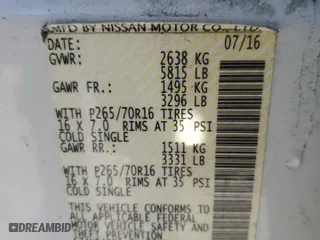 MFD BY NISSAN MOTOR CO., LTD.
DATE: 07/16
GVWR: 2638 KG
5815 LB
GAWR FR.: 1495 KG
3296 LB
WITH P265/70R16 TIRES
16 X 7.0 RIMS AT 35 PSI
COLD SINGLE
GAWR RR.: 1511 KG
3331 LB
WITH P265/70R16 TIRES
16 X 7.0 RIMS AT 35 PSI
COLD SINGLE
THIS VEHICLE CONFORMS TO
ALL APPLICABLE FEDERAL
MOTOR VEHICLE SAFETY AND
THEFT PREVENTION
DREAMBID